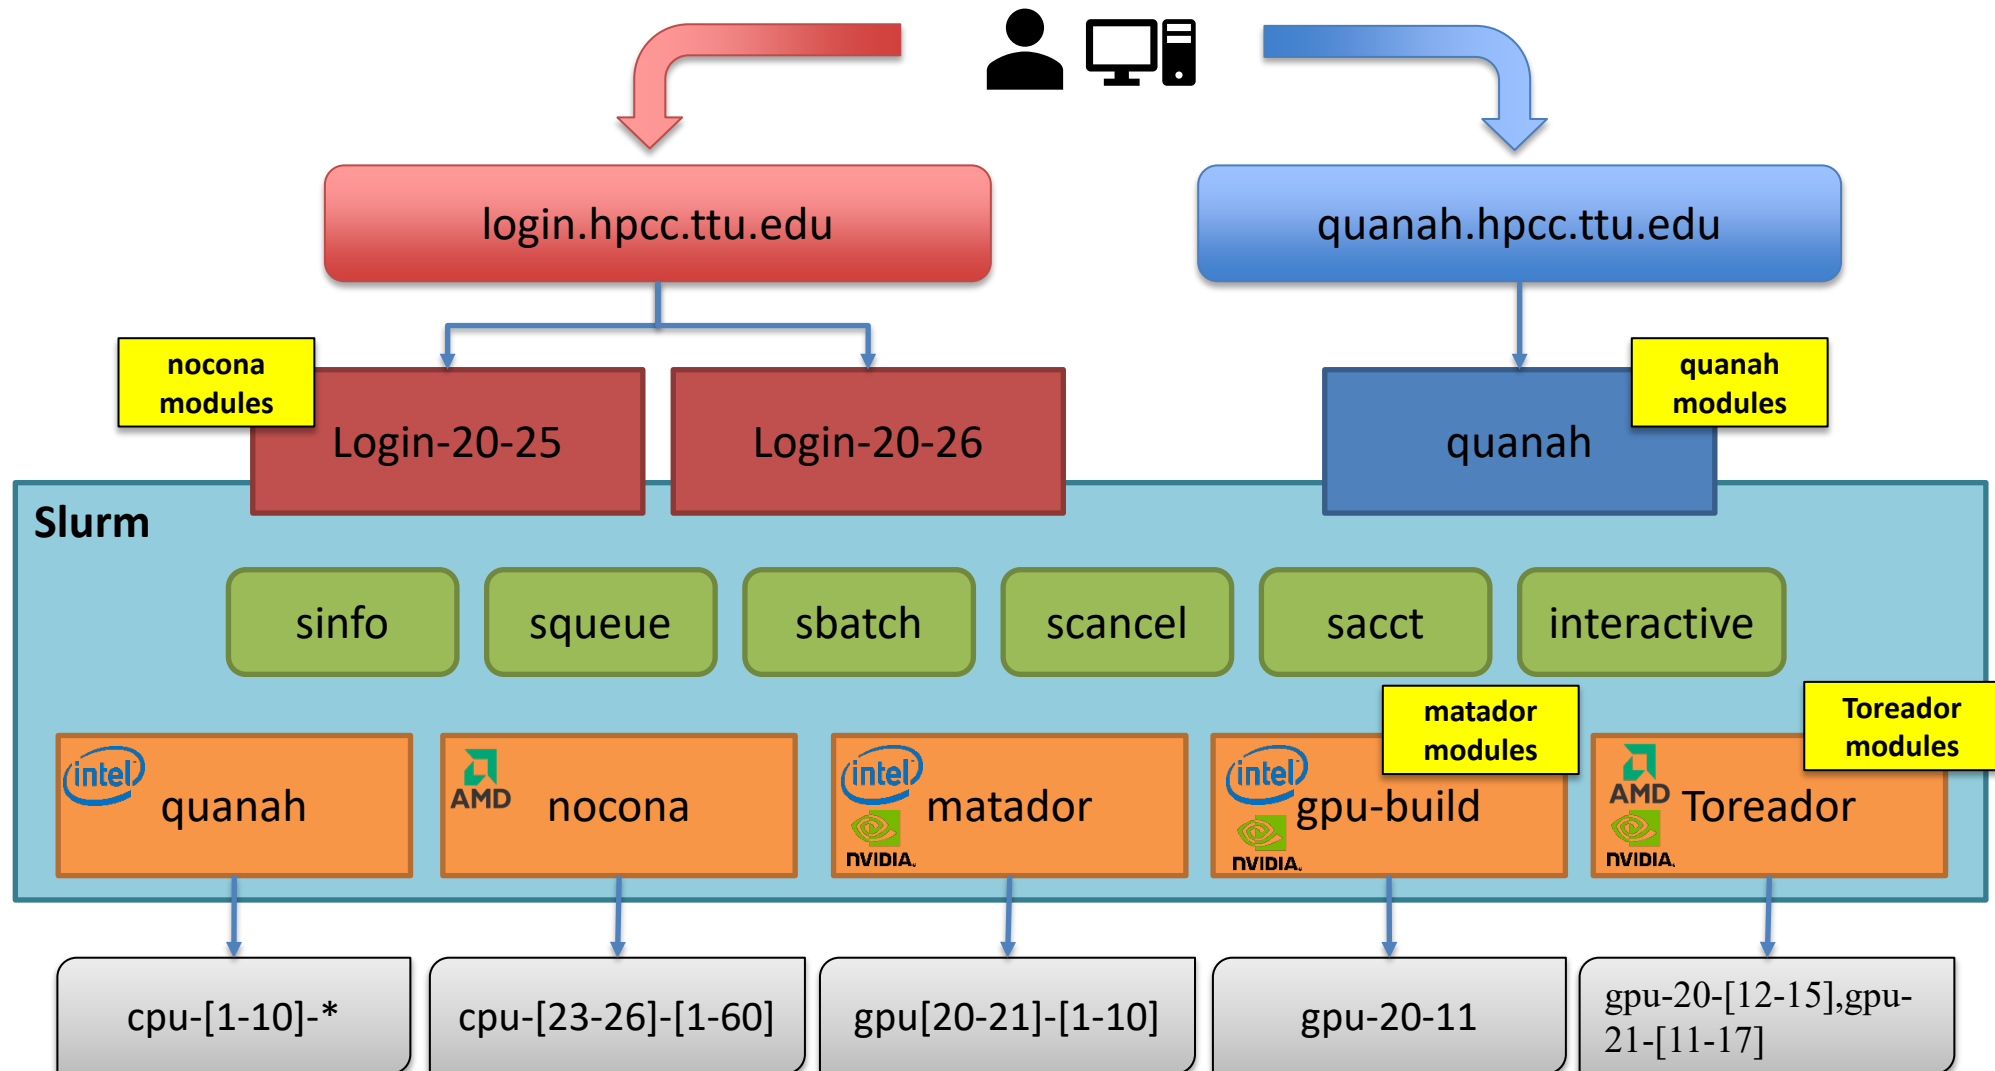 login.hpcc.ttu.edu
quanah.hpcc.ttu.edu
nocona
modules
quanah
modules
Login-20-25
Login-20-26
quanah
Slurm
sinfo
squeue
sbatch
scancel
sacct
interactive
matador
modules
Toreador
modules
intel
quanah
AMD
nocona
intel
nVIDIA.
matador
intel
nVIDIA.
gpu-build
AMD
nVIDIA.
Toreador
cpu-[1-10]-*
cpu-[23-26]-[1-60]
gpu[20-21]-[1-10]
gpu-20-11
gpu-20-[12-15],gpu-
21-[11-17]